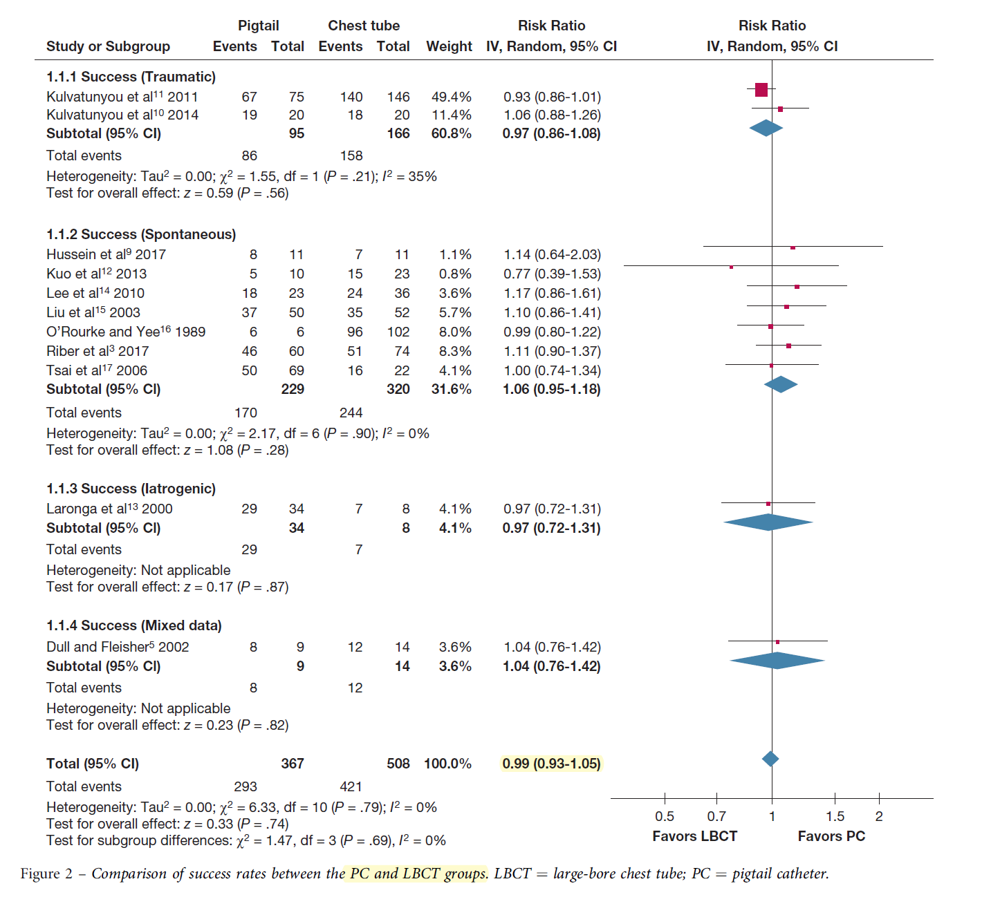 Pigtail Chest tube Risk Ratio Risk Ratio
Study or Subgroup Events Total Events Total Weight IV, Random, 95% CI IV, Random, 95% CI
1.1.1 Success (Traumatic)
Kulvatunyou et al¹¹ 2011 67 75 140 146 49.4% 0.93 (0.86-1.01)
Kulvatunyou et al¹⁰ 2014 19 20 18 20 11.4% 1.06 (0.88-1.26)
Subtotal (95% CI) 95 166 60.8% 0.97 (0.86-1.08)
Total events 86 158
Heterogeneity: Tau² = 0.00; χ² = 1.55, df = 1 (P = .21); I² = 35%
Test for overall effect: z = 0.59 (P = .56)
1.1.2 Success (Spontaneous)
Hussein et al⁹ 2017 8 11 7 11 1.1% 1.14 (0.64-2.03)
Kuo et al¹² 2013 5 10 15 23 0.8% 0.77 (0.39-1.53)
Lee et al¹⁴ 2010 18 23 24 36 3.6% 1.17 (0.86-1.61)
Liu et al¹⁵ 2003 37 50 35 52 5.7% 1.10 (0.86-1.41)
O’Rourke and Yee¹⁶ 1989 6 6 96 102 8.0% 0.99 (0.80-1.22)
Riber et al³ 2017 46 60 51 74 8.3% 1.11 (0.90-1.37)
Tsai et al¹⁷ 2006 50 69 16 22 4.1% 1.00 (0.74-1.34)
Subtotal (95% CI) 229 320 31.6% 1.06 (0.95-1.18)
Total events 170 244
Heterogeneity: Tau² = 0.00; χ² = 2.17, df = 6 (P = .90); I² = 0%
Test for overall effect: z = 1.08 (P = .28)
1.1.3 Success (Iatrogenic)
Laronga et al¹³ 2000 29 34 7 8 4.1% 0.97 (0.72-1.31)
Subtotal (95% CI) 34 8 4.1% 0.97 (0.72-1.31)
Total events 29 7
Heterogeneity: Not applicable
Test for overall effect: z = 0.17 (P = .87)
1.1.4 Success (Mixed data)
Dull and Fleisher⁵ 2002 8 9 12 14 3.6% 1.04 (0.76-1.42)
Subtotal (95% CI) 9 14 3.6% 1.04 (0.76-1.42)
Total events 8 12
Heterogeneity: Not applicable
Test for overall effect: z = 0.23 (P = .82)
Total (95% CI) 367 508 100.0% 0.99 (0.93-1.05)
Total events 293 421
Heterogeneity: Tau² = 0.00; χ² = 6.33, df = 10 (P = .79); I² = 0%
Test for overall effect: z = 0.33 (P = .74)
Test for subgroup differences: χ² = 1.47, df = 3 (P = .69), I² = 0%
0.5 0.7 1 1.5 2
Favors LBCT Favors PC
Figure 2 – Comparison of success rates between the PC and LBCT groups. LBCT = large-bore chest tube; PC = pigtail catheter.